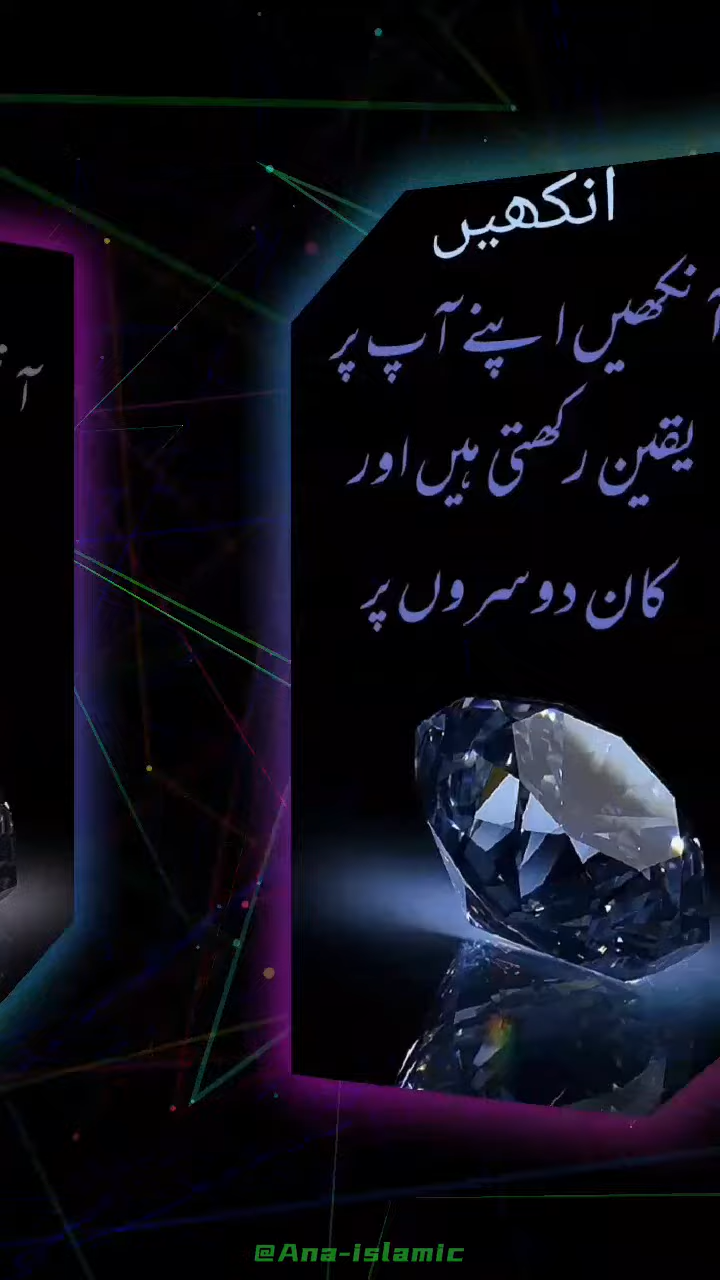 انکھیں
آنکھیں اپنے آپ پر
یقین رکھتی ہیں اور
کان دوسروں پر
@Ana-islamic